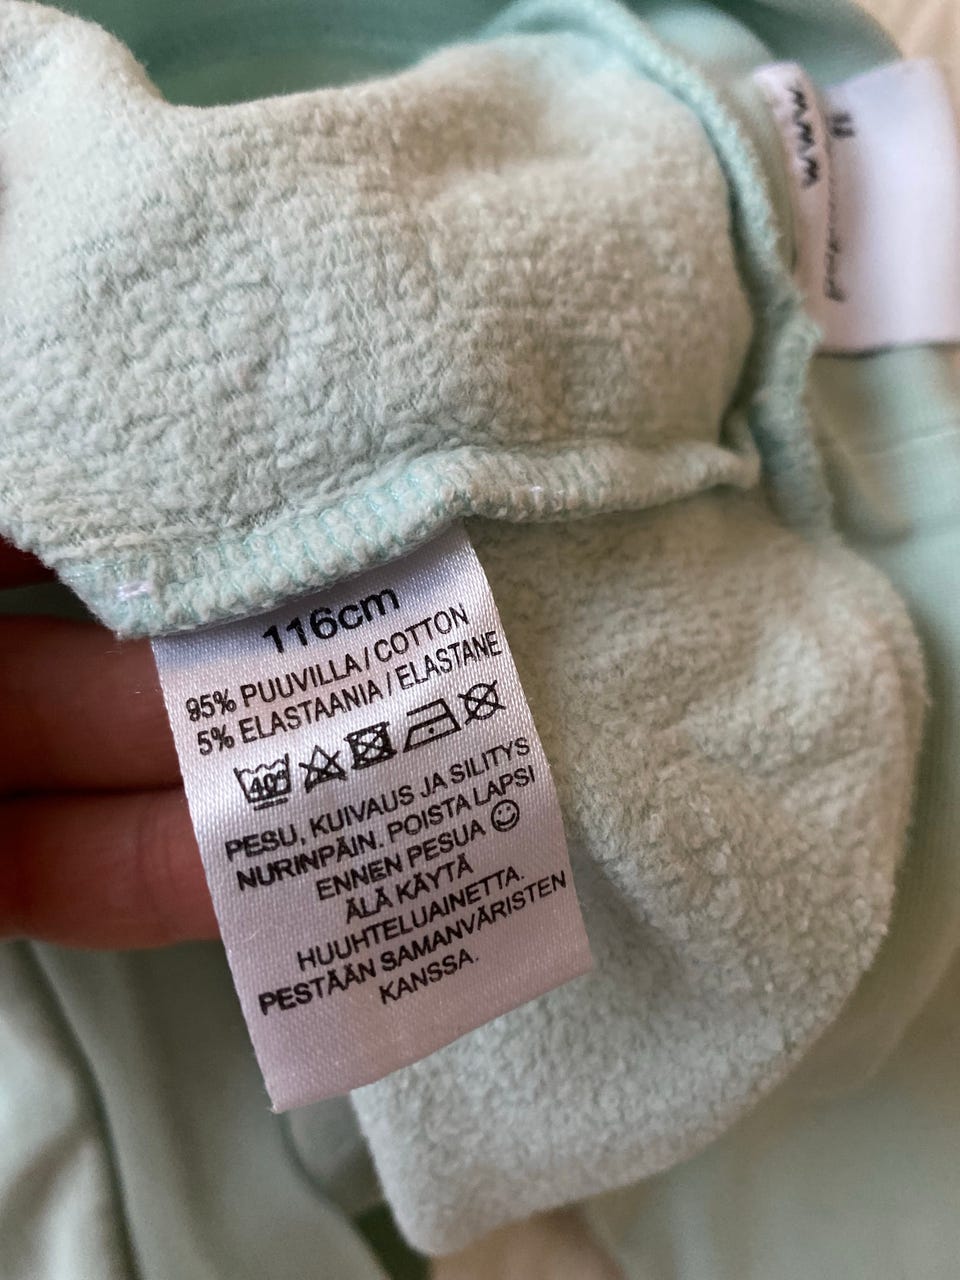 116cm
95% PUUVILLA / COTTON
5% ELASTAANIA / ELASTANE
40°
PESU, KUIVAUS JA SILITYS
NURINPÄIN. POISTA LAPSI
ENNEN PESUA ☺
ÄLÄ KÄYTÄ
HUUHTELUAINETTA.
PESTÄÄN SAMANVÄRISTEN
KANSSA.